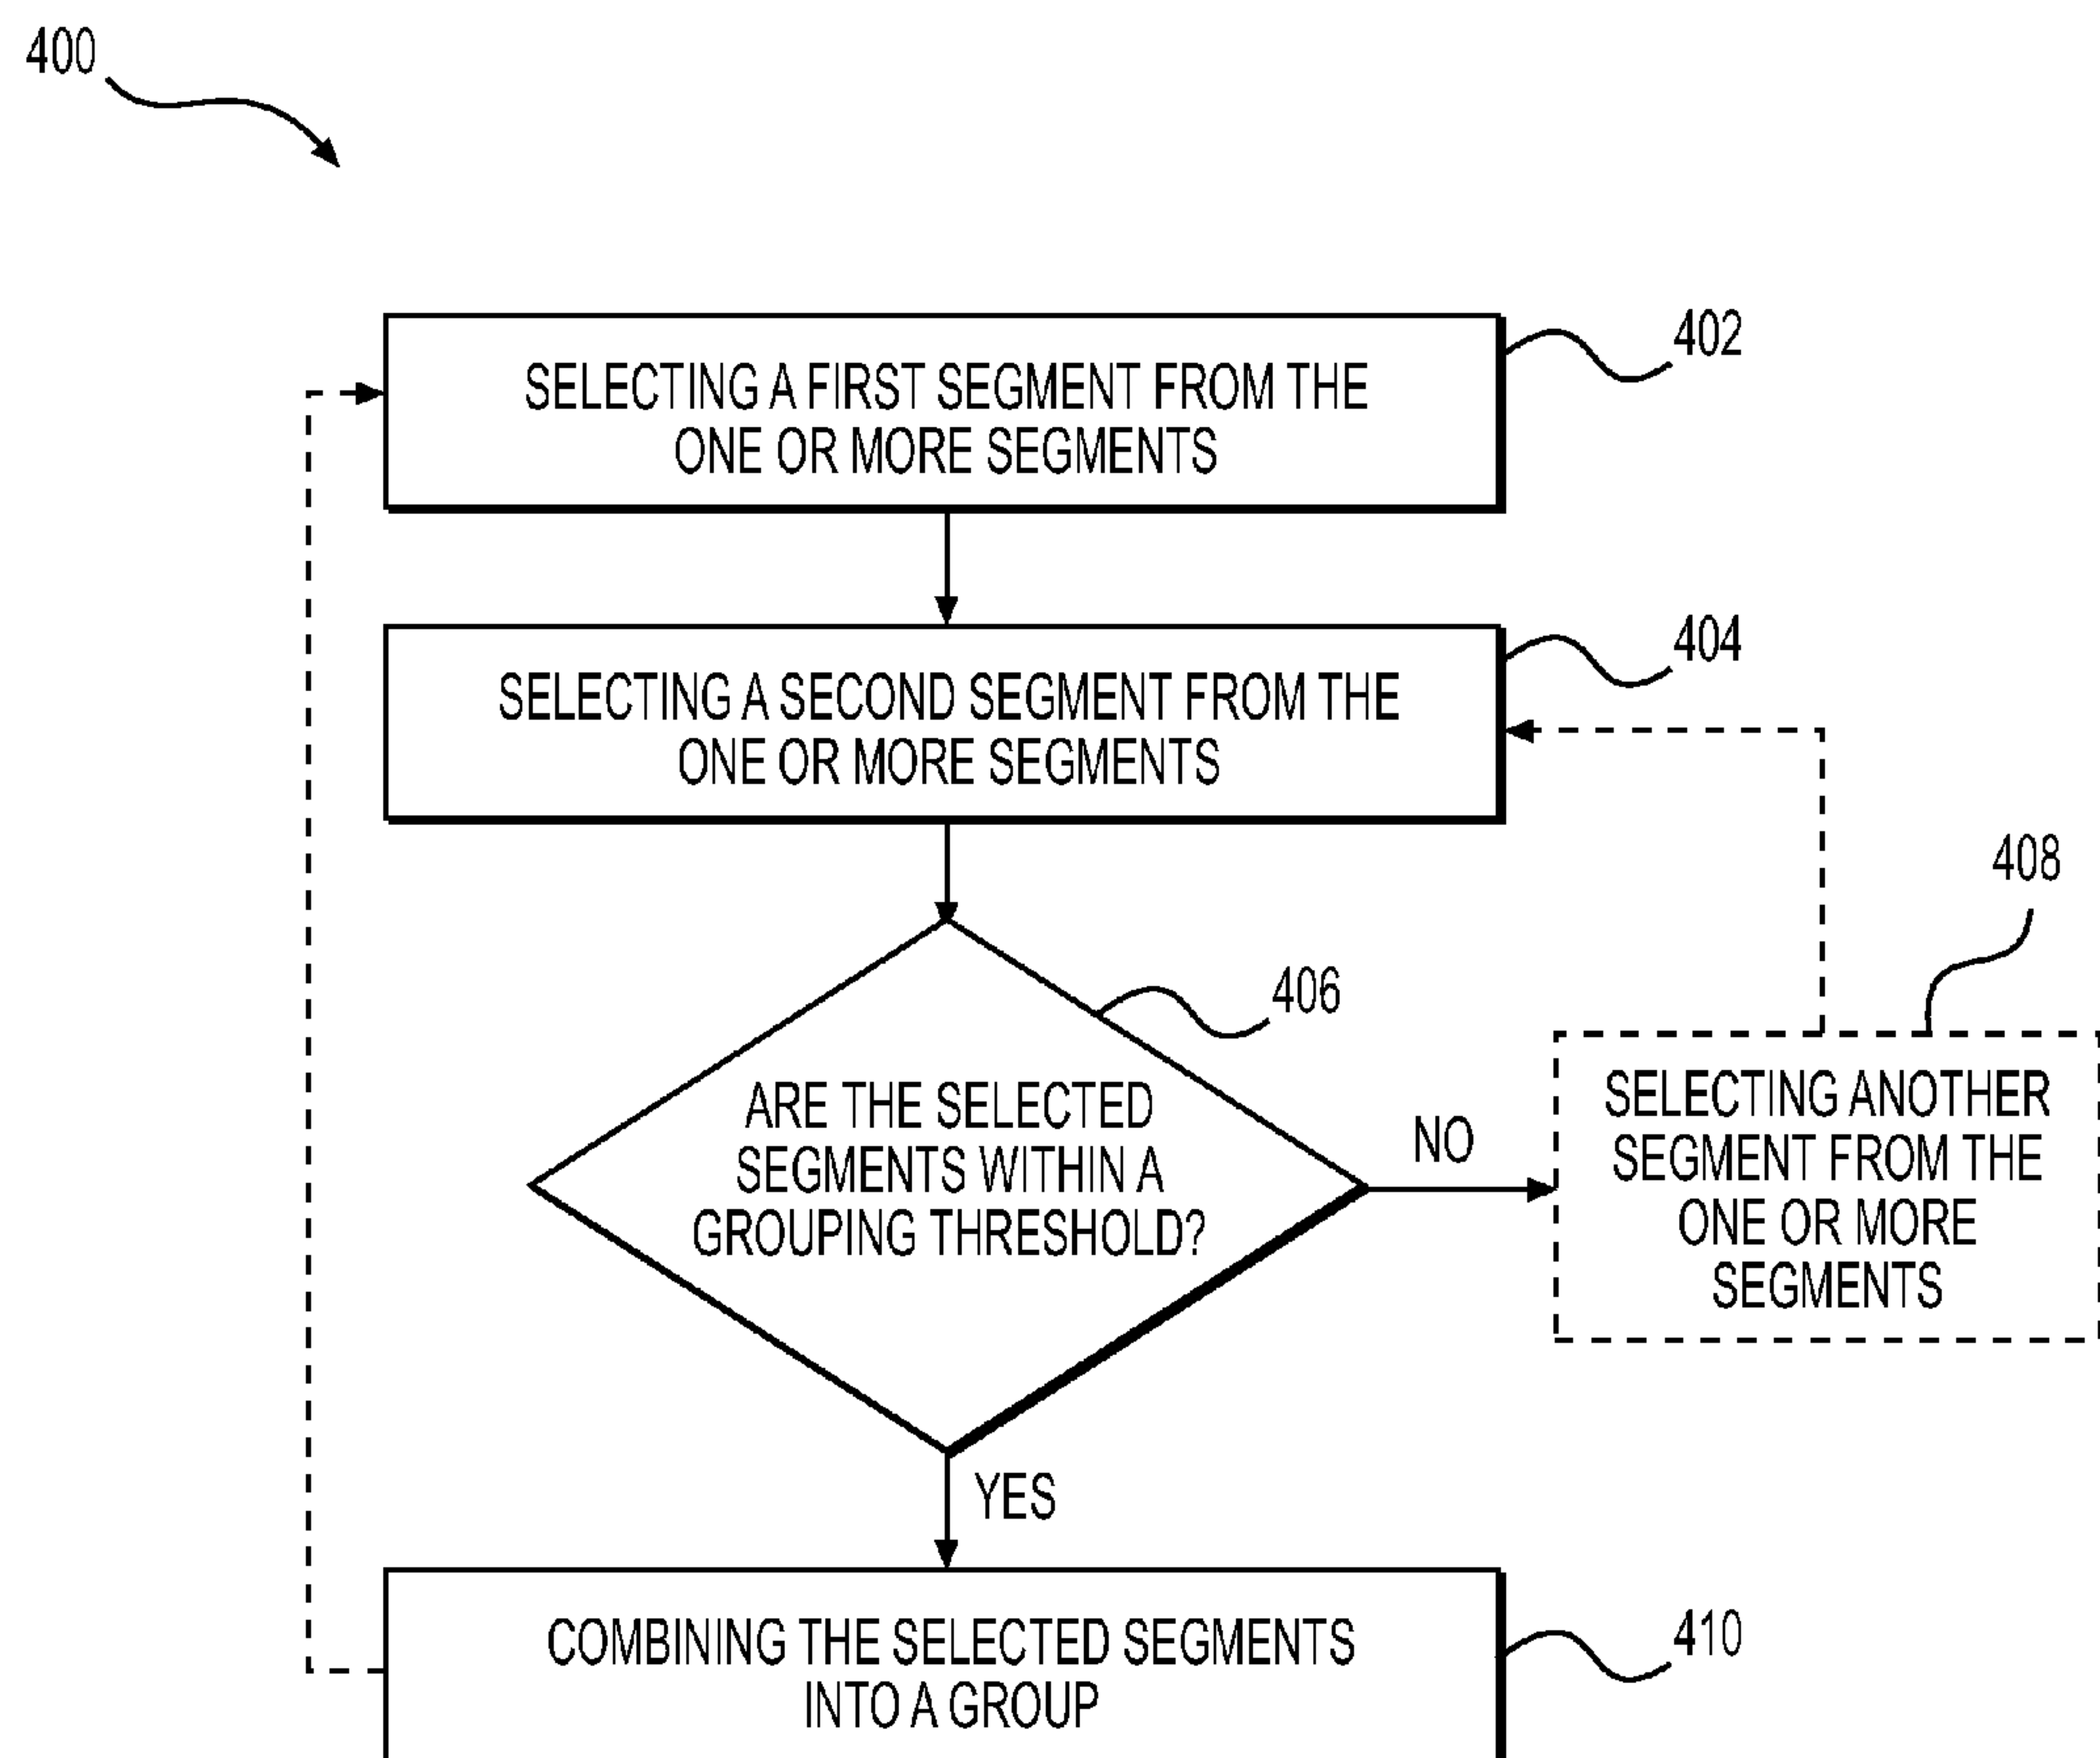 400
402
SELECTING A FIRST SEGMENT FROM THE
ONE OR MORE SEGMENTS
404
SELECTING A SECOND SEGMENT FROM THE
ONE OR MORE SEGMENTS
408
406
ARE THE SELECTED
SEGMENTS WITHIN A
GROUPING THRESHOLD?
NO
SELECTING ANOTHER
SEGMENT FROM THE
ONE OR MORE
SEGMENTS
YES
COMBINING THE SELECTED SEGMENTS
INTO A GROUP
410